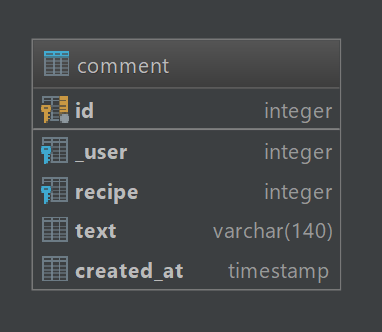 comment
id integer
_user integer
recipe integer
text varchar(140)
created_at timestamp